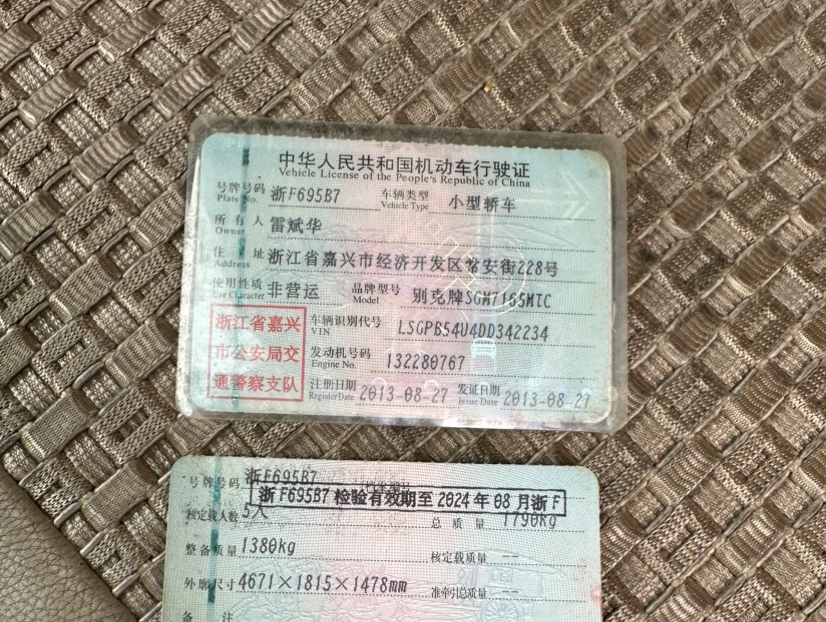 中华人民共和国机动车行驶证
Vehicle License of the People's Republic of China
号牌号码 浙F695B7 车辆类型 小型轿车
Plate No. Vehicle Type
所有人 雷斌华
Owner
住址 浙江省嘉兴市经济开发区常安街228号
Address
使用性质 非营运 品牌型号 别克牌SGM7165MTC
Use Character Model
浙江省嘉兴
市公安局交
通警察支队
车辆识别代号 LSGPB54U4DD342234
VIN
发动机号码 132280767
Engine No.
注册日期 2013-08-27 发证日期 2013-08-27
Register Date Issue Date
号牌号码 浙F695B7
浙F695B7 检验有效期至 2024年08月浙F
核定载人数 5人 总质量 1790kg
整备质量 1380kg 核定载质量 --
外廓尺寸 4671×1815×1478mm 准牵引总质量 --
备注